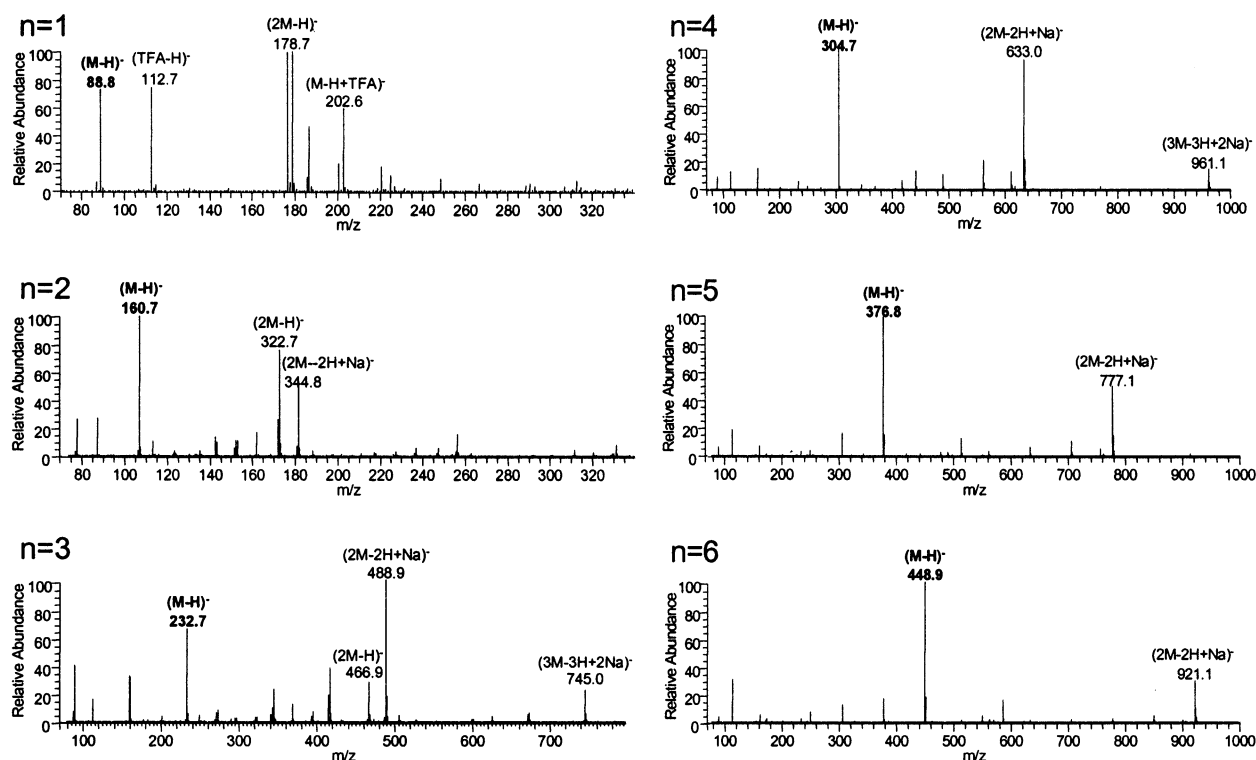 n=1
(2M-H)-
178.7
(M-H)-
88.8
(TFA-H)-
112.7
(M-H+TFA)-
202.6
Relative Abundance
100
80
60
40
20
0
80 100 120 140 160 180 200 220 240 260 280 300 320
m/z
n=2
(M-H)-
160.7
(2M-H)-
322.7
(2M--2H+Na)-
344.8
Relative Abundance
100
80
60
40
20
0
80 100 120 140 160 180 200 220 240 260 280 300 320
m/z
n=3
(2M-2H+Na)-
488.9
(M-H)-
232.7
(2M-H)-
466.9
(3M-3H+2Na)-
745.0
Relative Abundance
100
80
60
40
20
0
100 200 300 400 500 600 700
m/z
n=4
(M-H)-
304.7
(2M-2H+Na)-
633.0
(3M-3H+2Na)-
961.1
Relative Abundance
100
80
60
40
20
0
100 200 300 400 500 600 700 800 900 1000
m/z
n=5
(M-H)-
376.8
(2M-2H+Na)-
777.1
Relative Abundance
100
80
60
40
20
0
100 200 300 400 500 600 700 800 900 1000
m/z
n=6
(M-H)-
448.9
(2M-2H+Na)-
921.1
Relative Abundance
100
80
60
40
20
0
100 200 300 400 500 600 700 800 900 1000
m/z